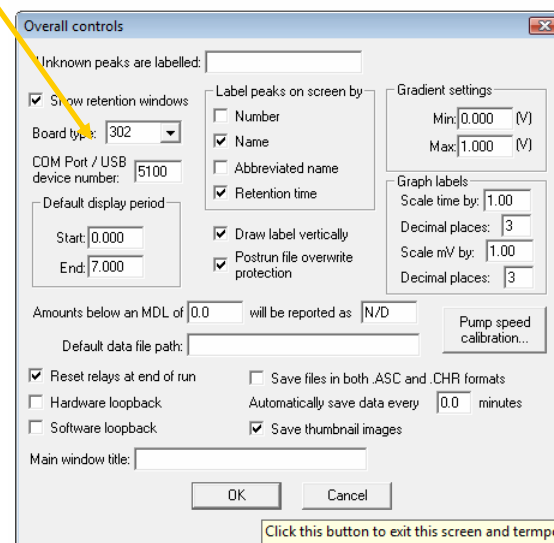 Overall controls
Unknown peaks are labelled:
Show retention windows
Board type: 302
COM Port / USB
device number: 5100
Default display period
Start: 0.000
End: 7.000
Label peaks on screen by
Number
Name
Abbreviated name
Retention time
Draw label vertically
Postrun file overwrite
protection
Gradient settings
Min: 0.000 (V)
Max: 1.000 (V)
Graph labels
Scale time by: 1.00
Decimal places: 3
Scale mV by: 1.00
Decimal places: 3
Amounts below an MDL of 0.0 will be reported as N/D
Default data file path:
Pump speed
calibration...
Reset relays at end of run
Save files in both .ASC and .CHR formats
Hardware loopback
Automatically save data every 0.0 minutes
Software loopback
Save thumbnail images
Main window title:
OK Cancel
Click this button to exit this screen and termpo